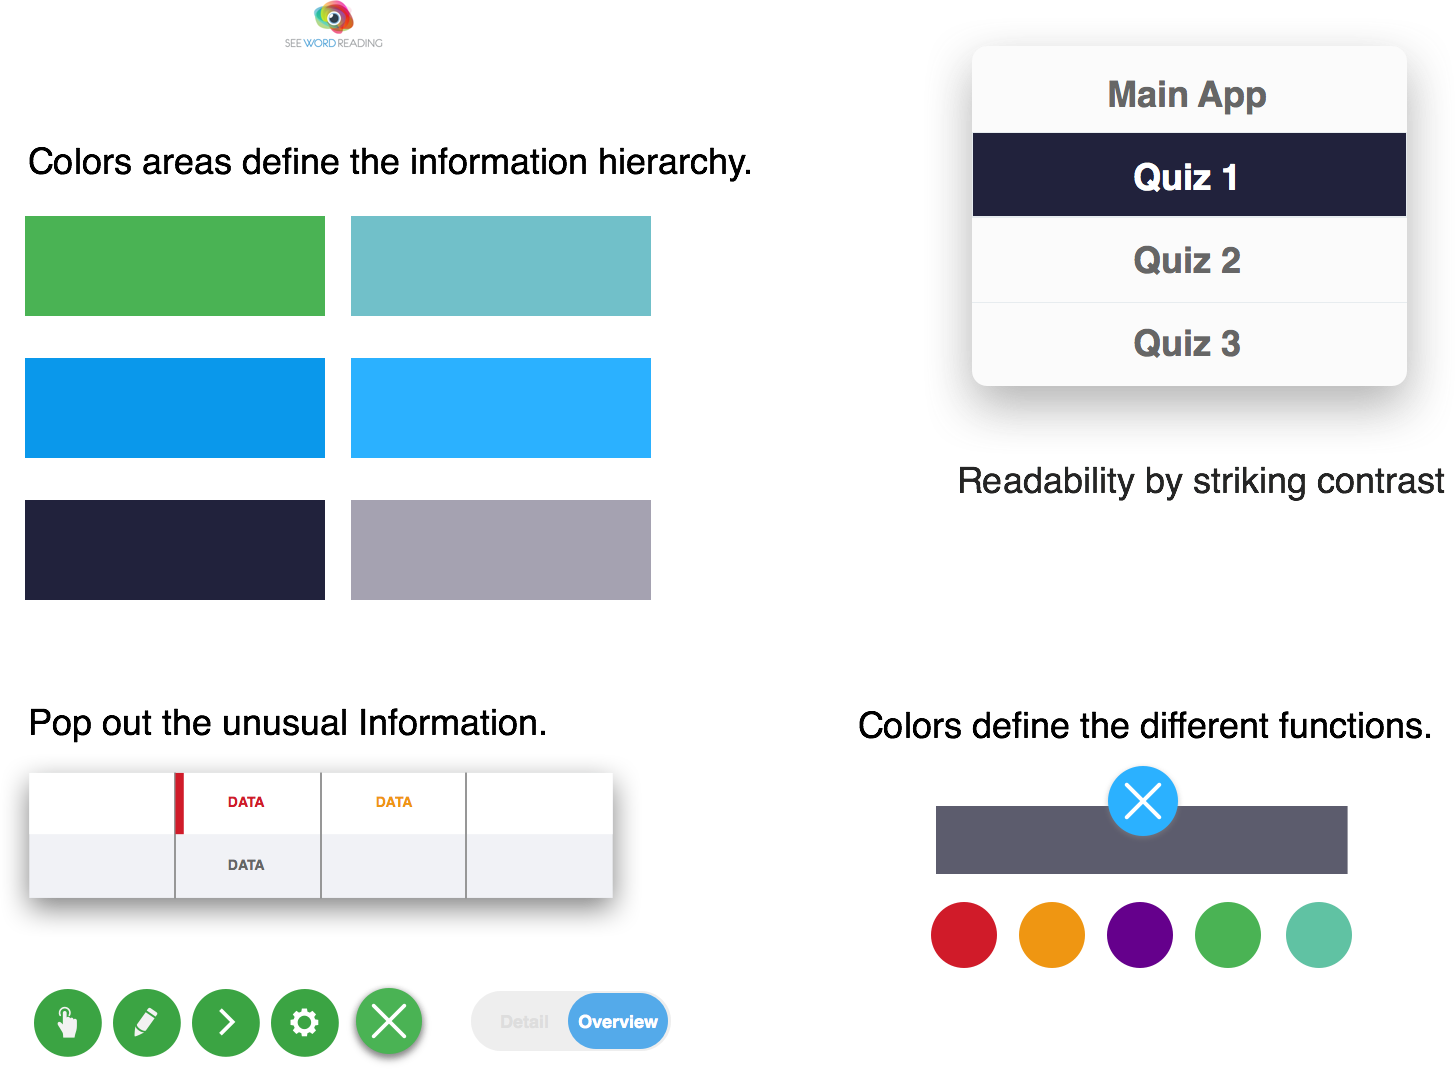 SEE WORD READING
Colors areas define the information hierarchy.
Main App
Quiz 1
Quiz 2
Quiz 3
Readability by striking contrast
Pop out the unusual Information.
DATA DATA
DATA
Detail Overview
Colors define the different functions.